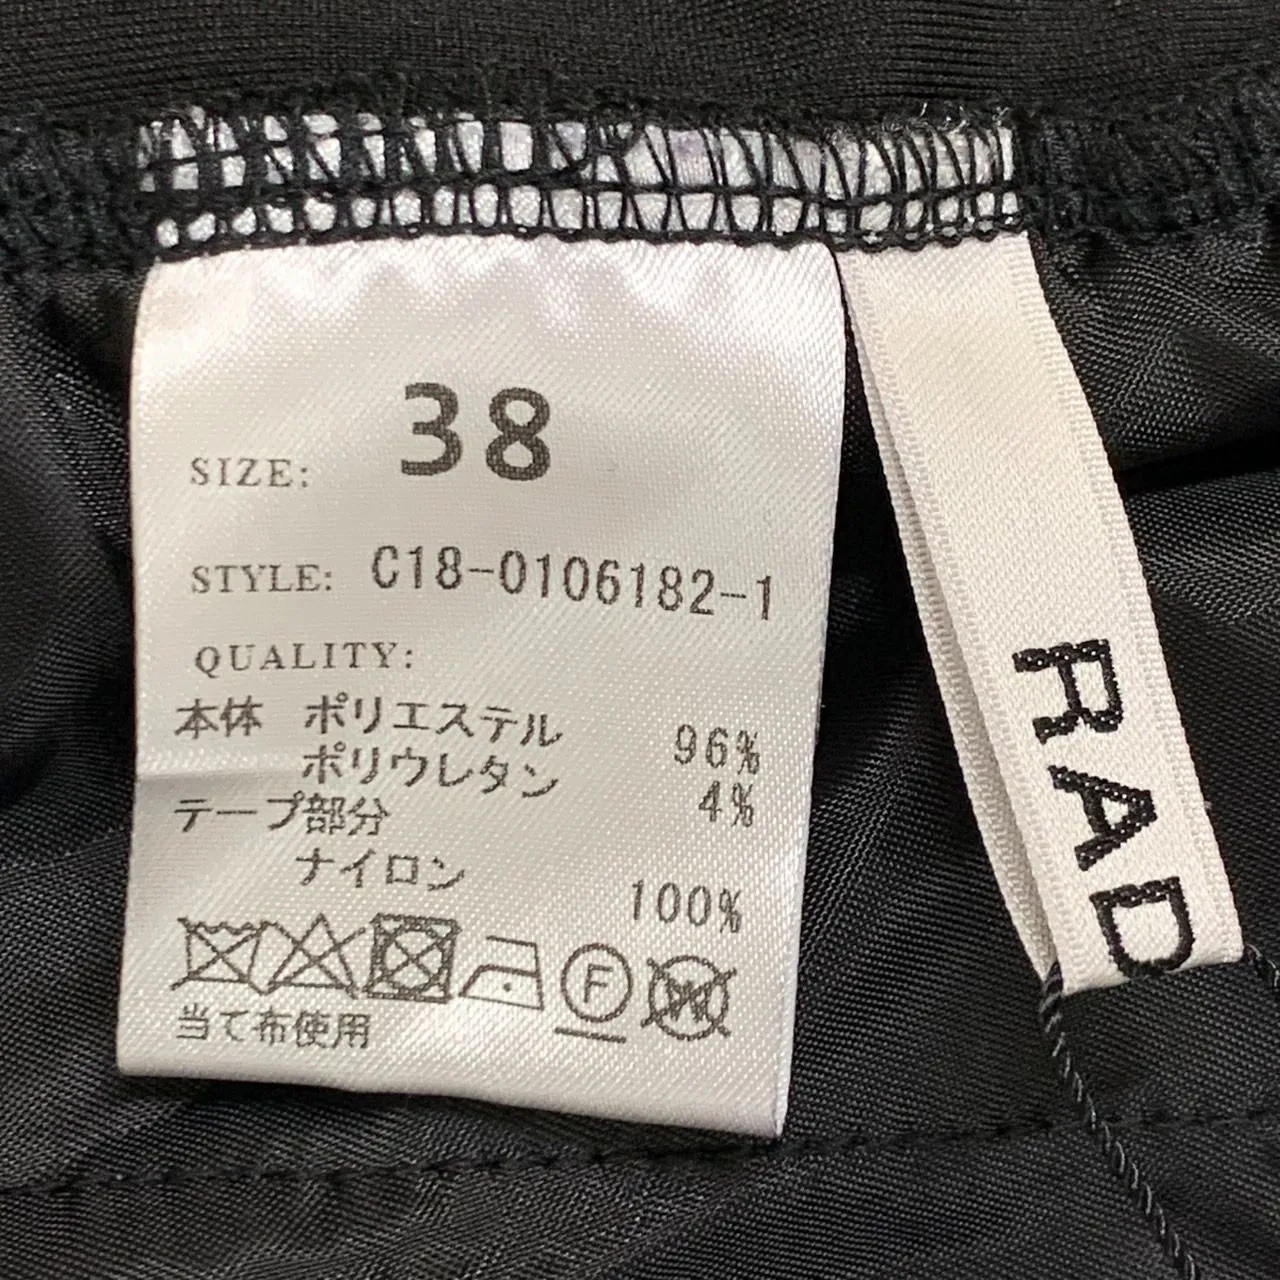 SIZE: 38
STYLE: C18-0106182-1
QUALITY:
本体 ポリエステル 96%
ポリウレタン 4%
テープ部分
ナイロン 100%
F
W
当て布使用
RAD